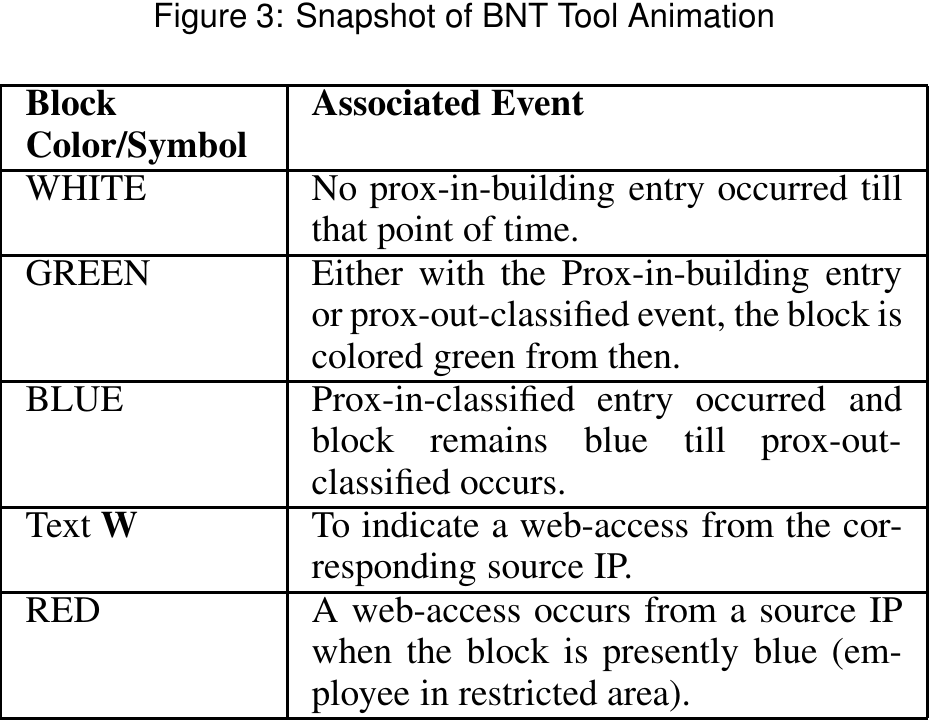 Figure 3: Snapshot of BNT Tool Animation
Block Associated Event
Color/Symbol
WHITE No prox-in-building entry occurred till
that point of time.
GREEN Either with the Prox-in-building entry
or prox-out-classified event, the block is
colored green from then.
BLUE Prox-in-classified entry occurred and
block remains blue till prox-out-
classified occurs.
Text W To indicate a web-access from the cor-
responding source IP.
RED A web-access occurs from a source IP
when the block is presently blue (em-
ployee in restricted area).